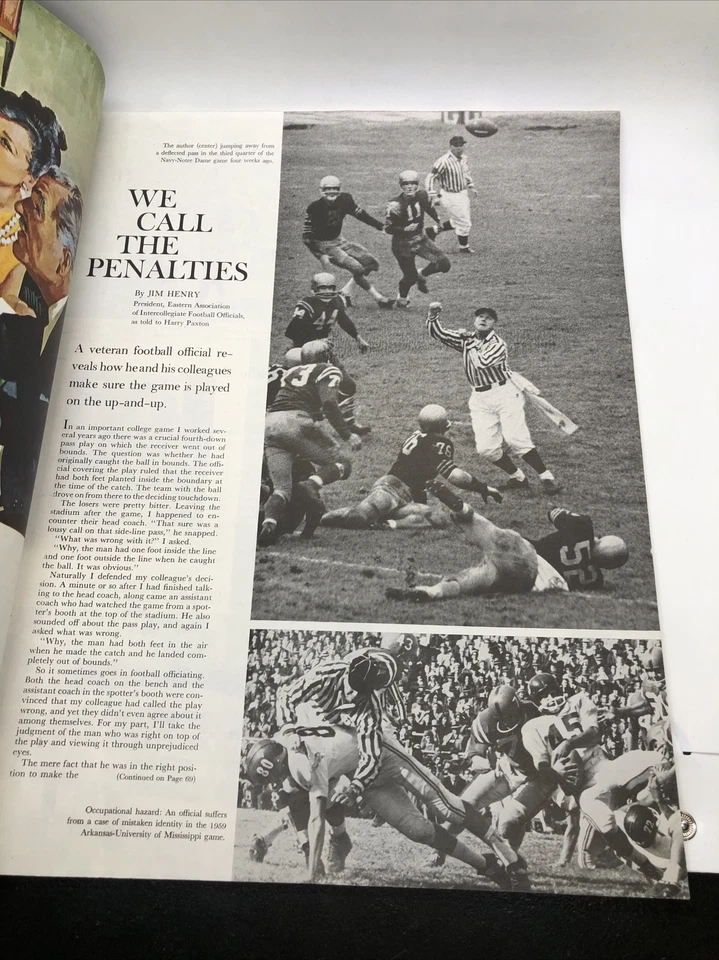 The author (center) jumping away from
a deflected pass in the third quarter of the
Navy-Notre Dame game four weeks ago.
WE
CALL
THE
PENALTIES
By JIM HENRY
President, Eastern Association
of Intercollegiate Football Officials,
as told to Harry Paxton
A veteran football official re-
veals how he and his colleagues
make sure the game is played
on the up-and-up.
In an important college game I worked sev-
eral years ago there was a crucial fourth-down
pass play on which the receiver went out of
bounds. The question was whether he had
originally caught the ball in bounds. The offi-
cial covering the play ruled that the receiver
had both feet planted inside the boundary at
the time of the catch. The team with the ball
drove on from there to the deciding touchdown.
The losers were pretty bitter. Leaving the
stadium after the game, I happened to en-
counter their head coach. "That sure was a
lousy call on that side-line pass," he snapped.
"What was wrong with it?" I asked.
"Why, the man had one foot inside the line
and one foot outside the line when he caught
the ball. It was obvious."
Naturally I defended my colleague's deci-
sion. A minute or so after I had finished talk-
ing to the head coach, along came an assistant
coach who had watched the game from a spot-
ter's booth at the top of the stadium. He also
sounded off about the pass play, and again I
asked what was wrong.
"Why, the man had both feet in the air
when he made the catch and he landed com-
pletely out of bounds."
So it sometimes goes in football officiating.
Both the head coach on the bench and the
assistant coach in the spotter's booth were con-
vinced that my colleague had called the play
wrong, and yet they didn't even agree about it
among themselves. For my part, I'll take the
judgment of the man who was right on top of
the play and viewing it through unprejudiced
eyes.
The mere fact that he was in the right posi-
tion to make the (Continued on Page 69)
Occupational hazard: An official suffers
from a case of mistaken identity in the 1959
Arkansas-University of Mississippi game.
11
44
73
78
52
80
8